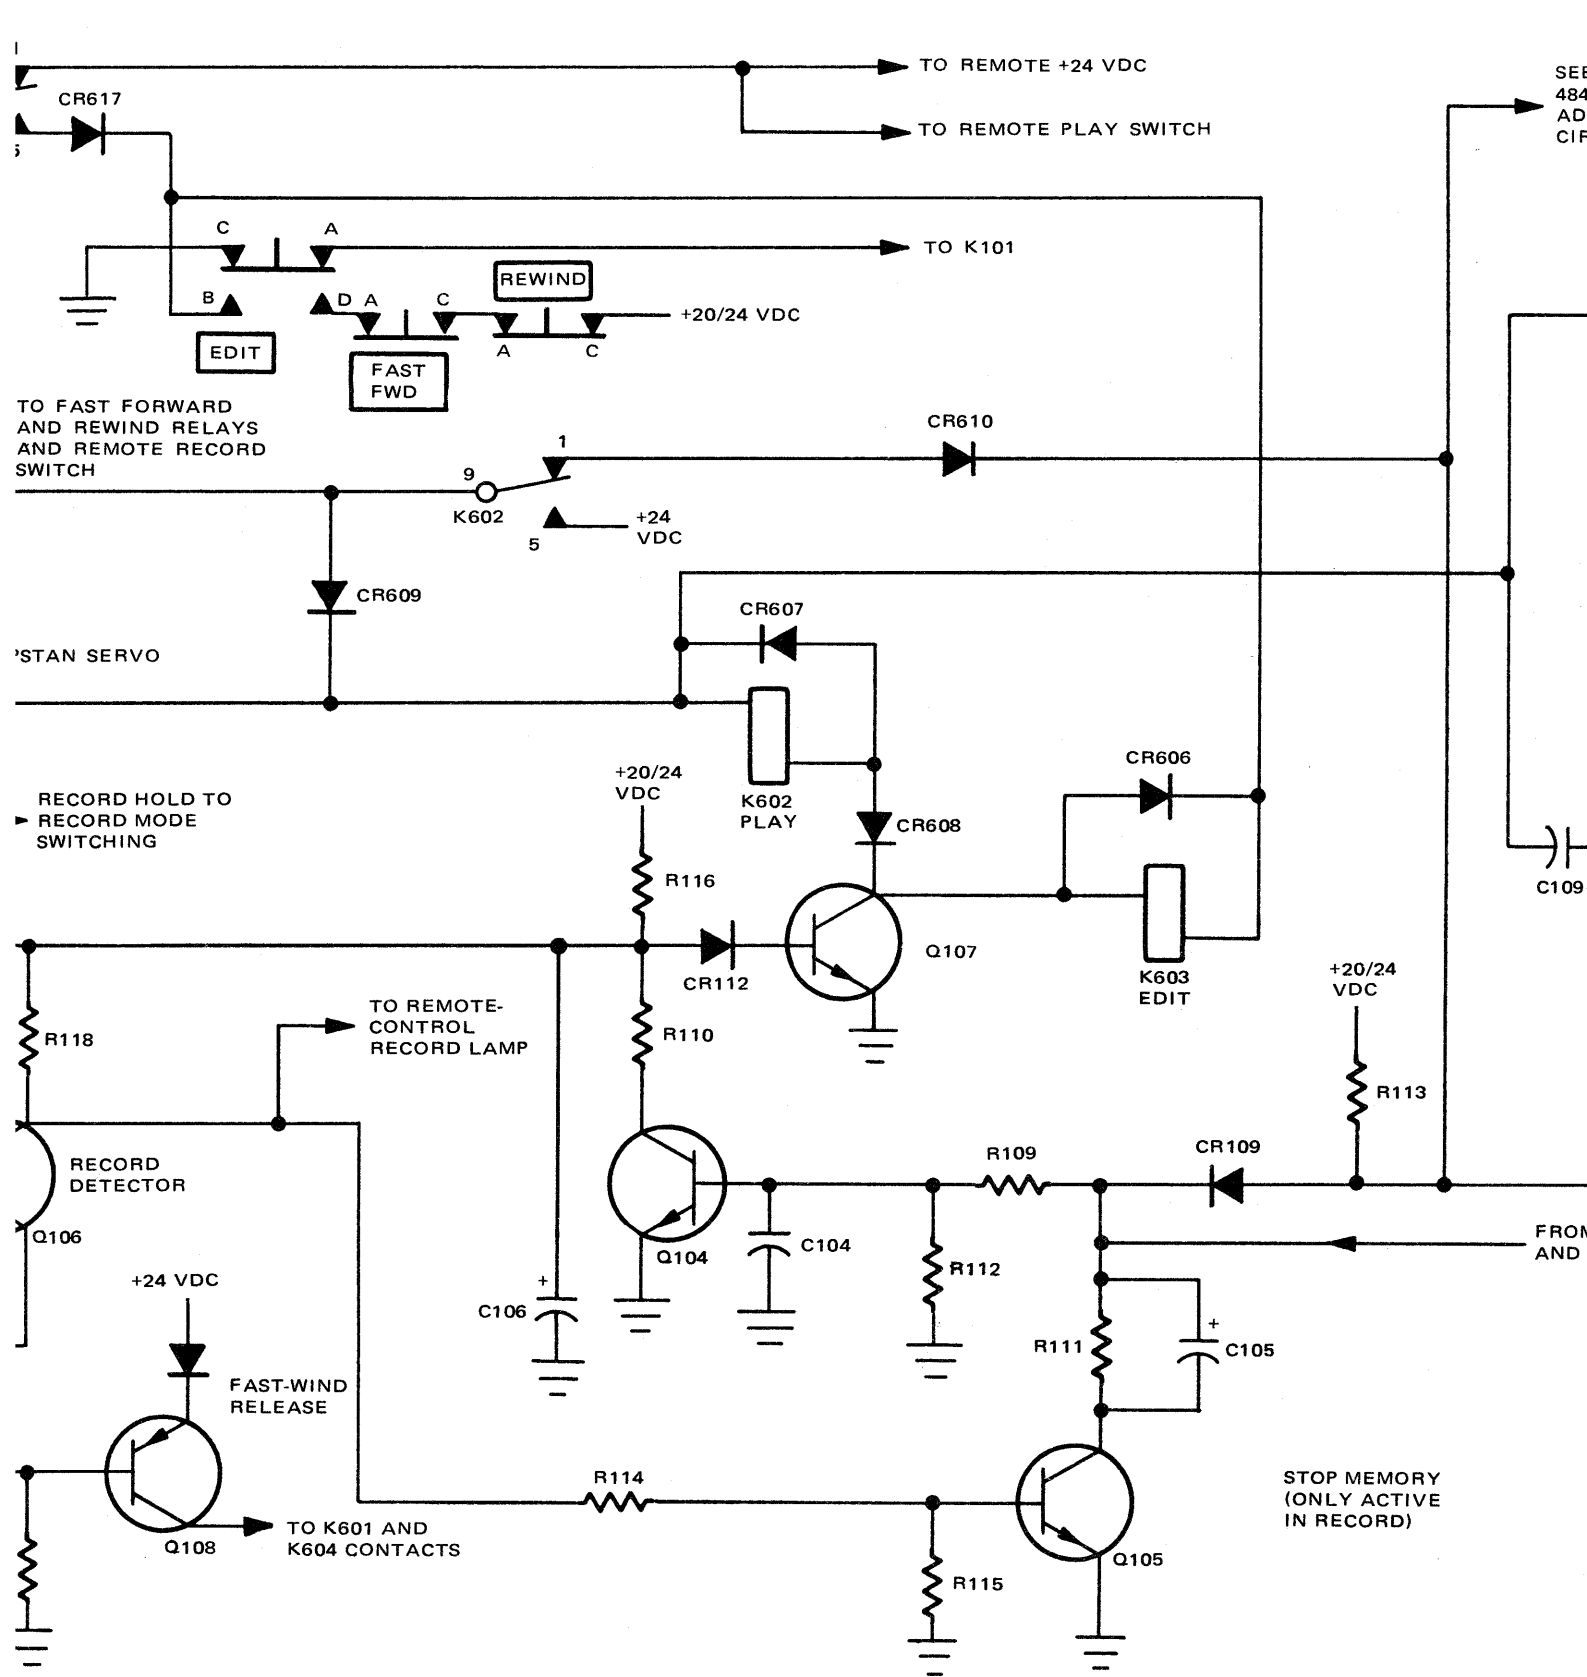 TO REMOTE +24 VDC
CR617
TO REMOTE PLAY SWITCH
C
A
TO K101
REWIND
B
D
A
C
+20/24 VDC
EDIT
A
C
FAST
FWD
TO FAST FORWARD
AND REWIND RELAYS
AND REMOTE RECORD
SWITCH
CR610
1
9
K602
+24
VDC
5
CR609
CR607
STAN SERVO
+20/24
VDC
CR606
RECORD HOLD TO
RECORD MODE
SWITCHING
K602
PLAY
CR608
R116
C109
Q107
CR112
K603
EDIT
+20/24
VDC
TO REMOTE-
CONTROL
RECORD LAMP
R118
R110
R113
R109
CR109
RECORD
DETECTOR
Q106
Q104
C104
R112
FROM
AND
+24 VDC
+
C106
+
R111
C105
FAST-WIND
RELEASE
R114
STOP MEMORY
(ONLY ACTIVE
IN RECORD)
TO K601 AND
K604 CONTACTS
Q108
Q105
R115
484